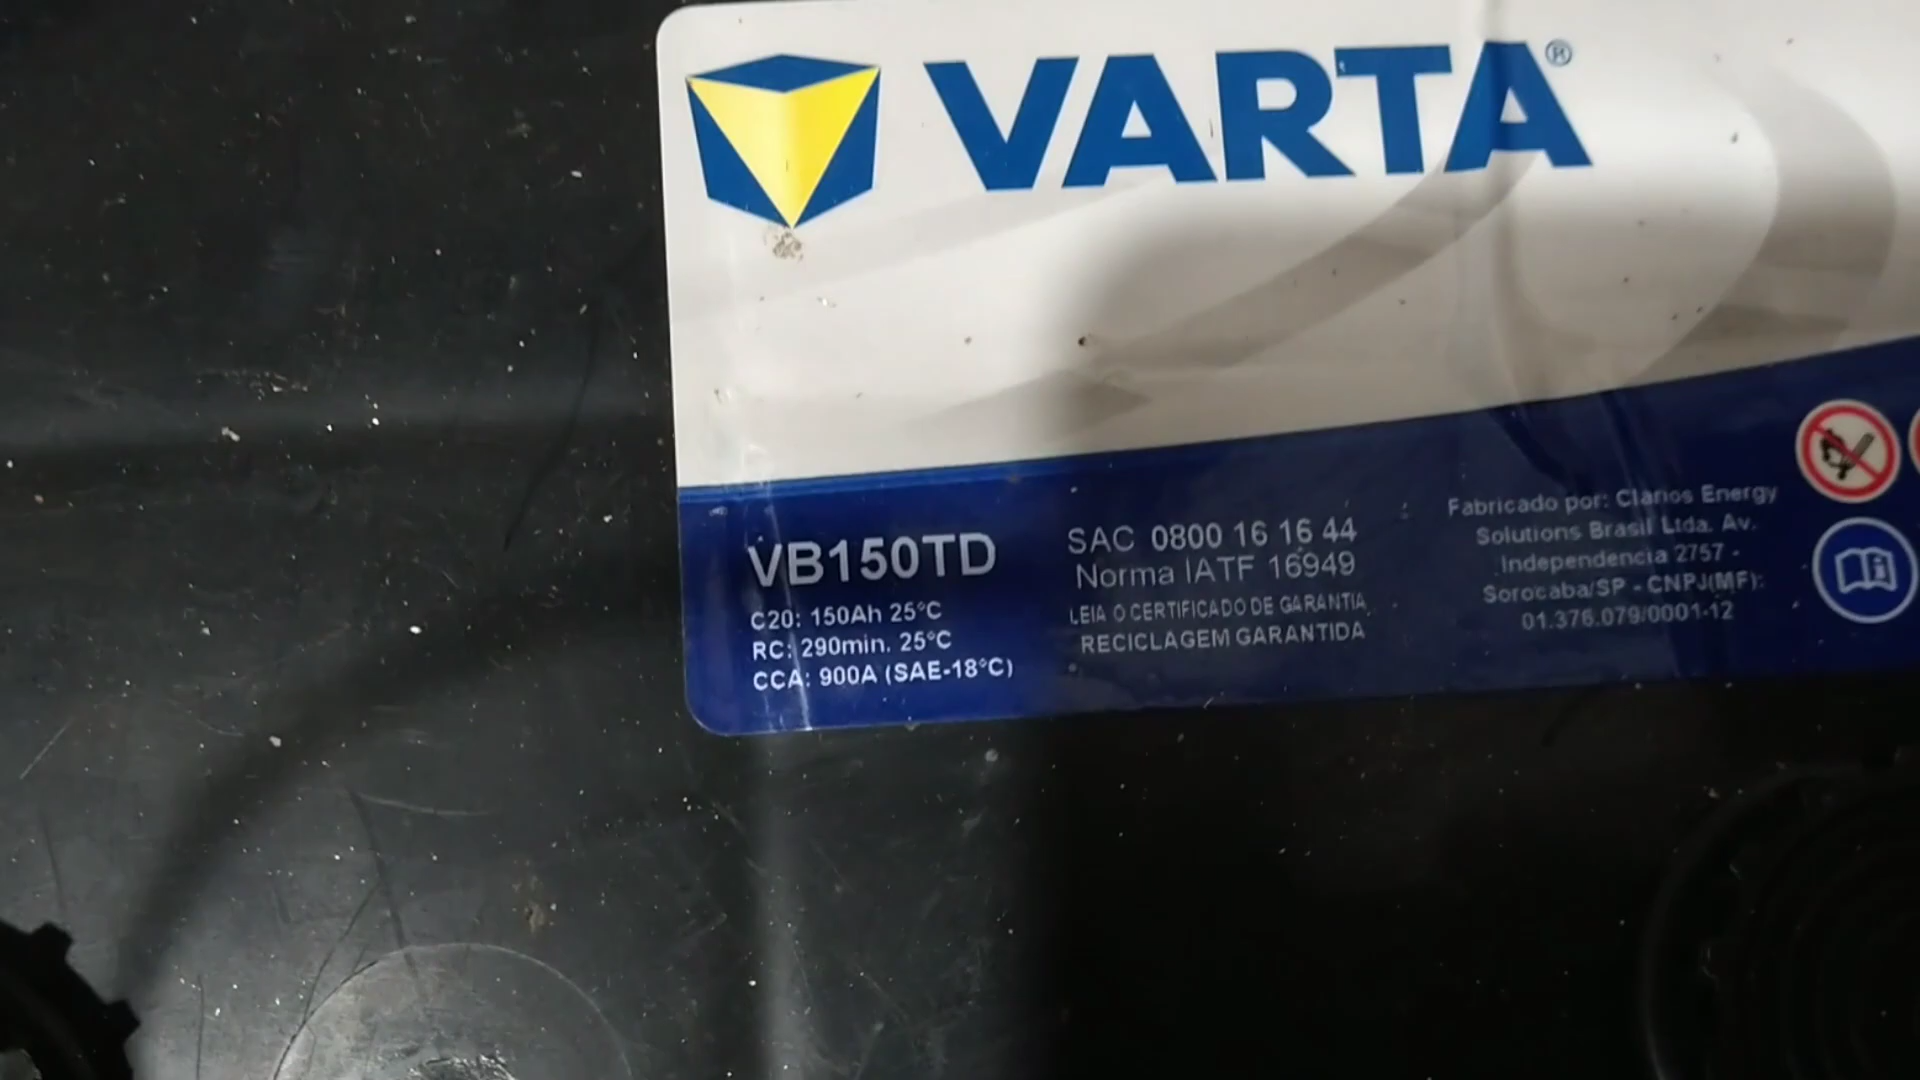 VARTA®
VB150TD
C20: 150Ah 25°C
RC: 290min. 25°C
CCA: 900A (SAE-18°C)
SAC 0800 16 16 44
Norma IATF 16949
LEIA O CERTIFICADO DE GARANTIA
RECICLAGEM GARANTIDA
Fabricado por: Clarios Energy
Solutions Brasil Ltda. Av.
Independencia 2757 -
Sorocaba/SP - CNPJ(MF):
01.376.079/0001-12